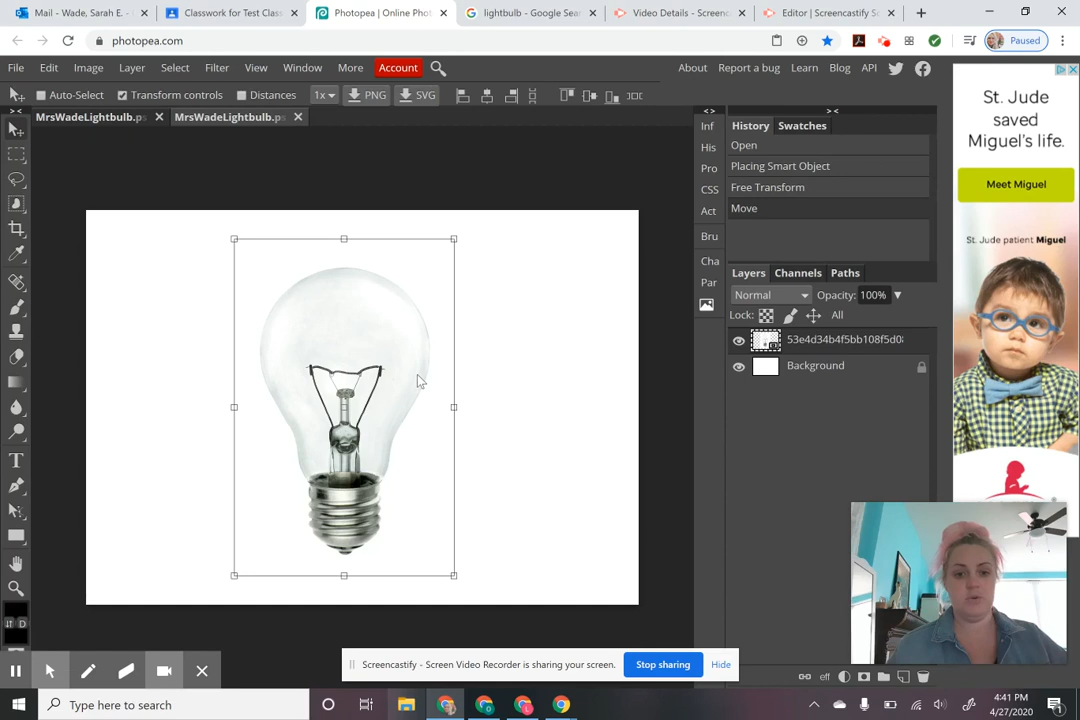 Mail - Wade, Sarah E. -
Classwork for Test Class
Photopea | Online Phot
lightbulb - Google Sear
Video Details - Screenc
Editor | Screencastify Sc
photopea.com
Paused
File Edit Image Layer Select Filter View Window More Account
About Report a bug Learn Blog API
Auto-Select Transform controls Distances 1x PNG SVG
MrsWadeLightbulb.ps MrsWadeLightbulb.ps
Inf
His
Pro
CSS
Act
Bru
Cha
Par
History Swatches
Open
Placing Smart Object
Free Transform
Move
Layers Channels Paths
Normal Opacity: 100%
Lock: All
53e4d34b4f5bb108f5d0
Background
eff
St. Jude
saved
Miguel's life.
Meet Miguel
St. Jude patient Miguel
D
Screencastify - Screen Video Recorder is sharing your screen. Stop sharing Hide
Type here to search
4:41 PM
4/27/2020